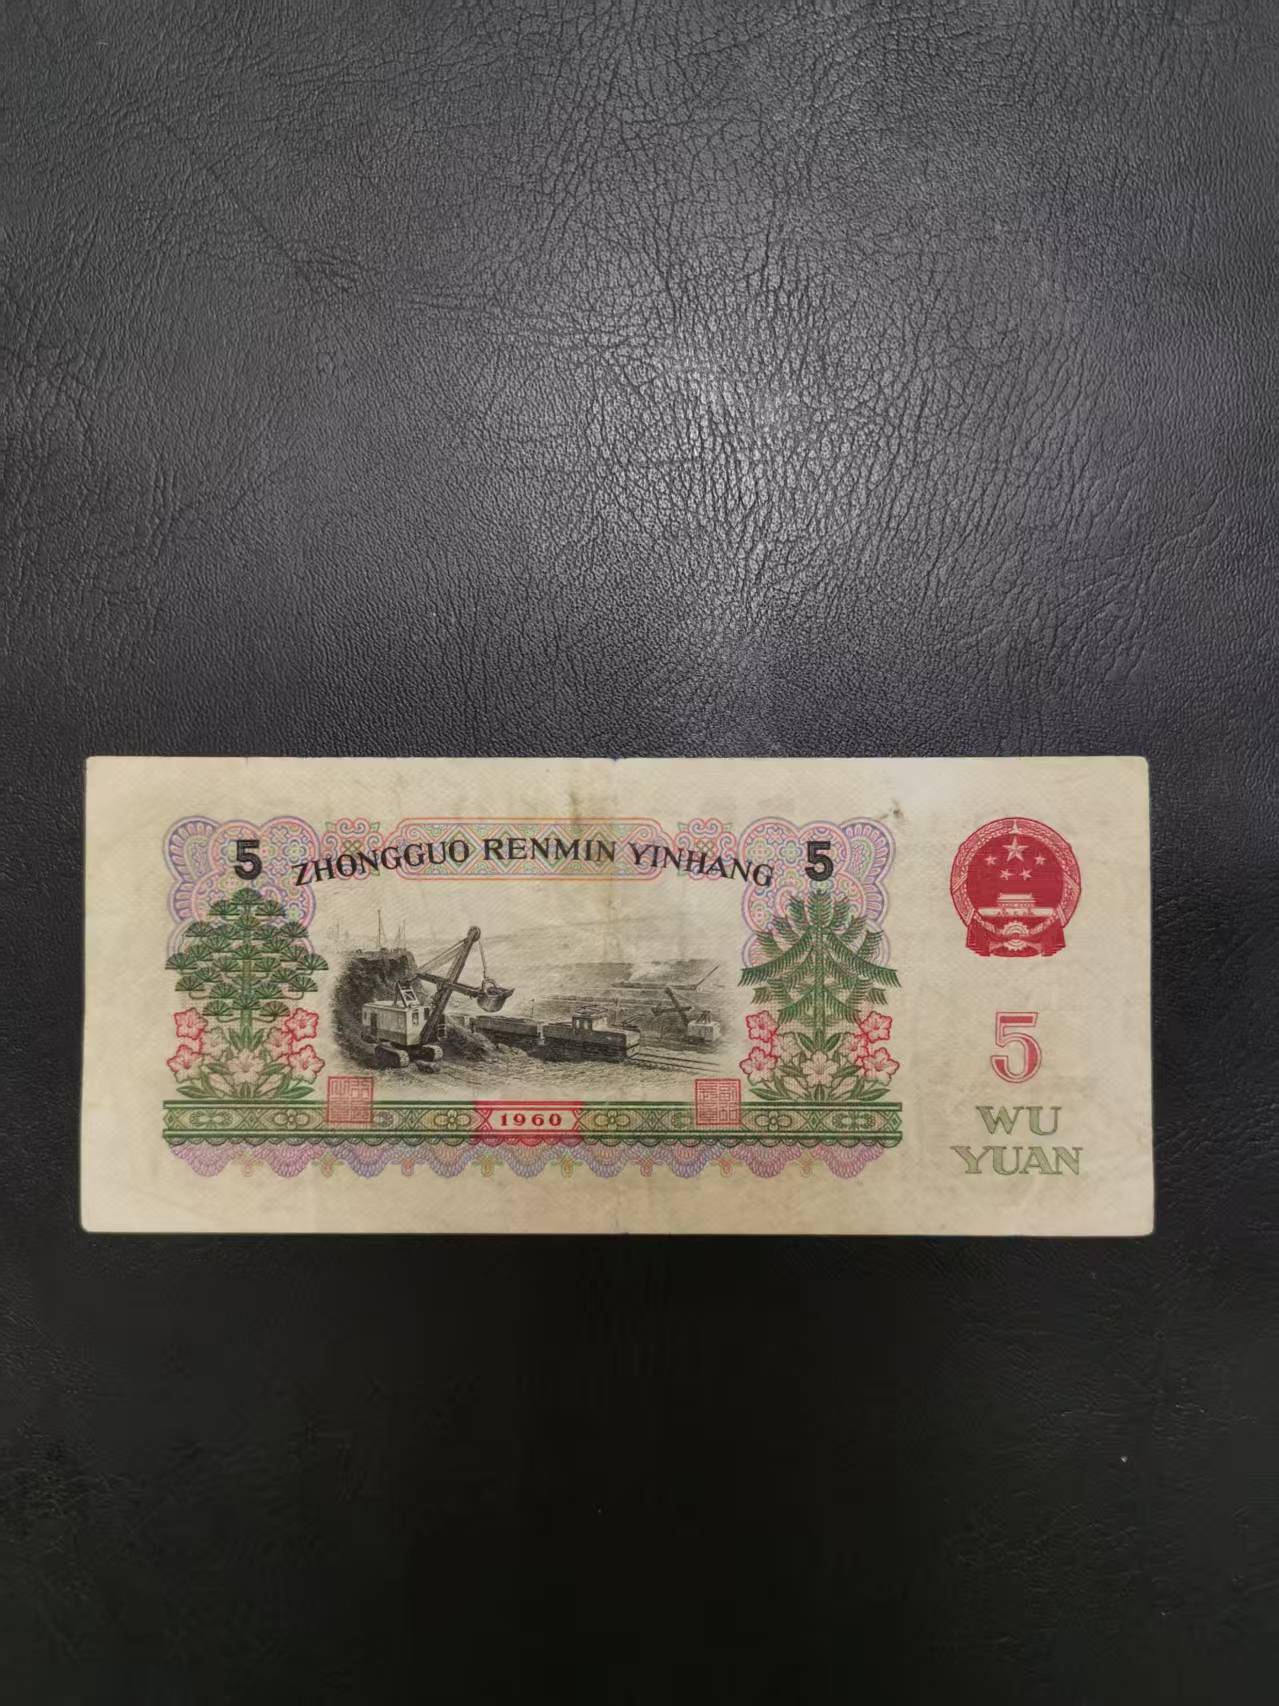 5 ZHONGGUO RENMIN YINHANG 5
1960
5
WU
YUAN